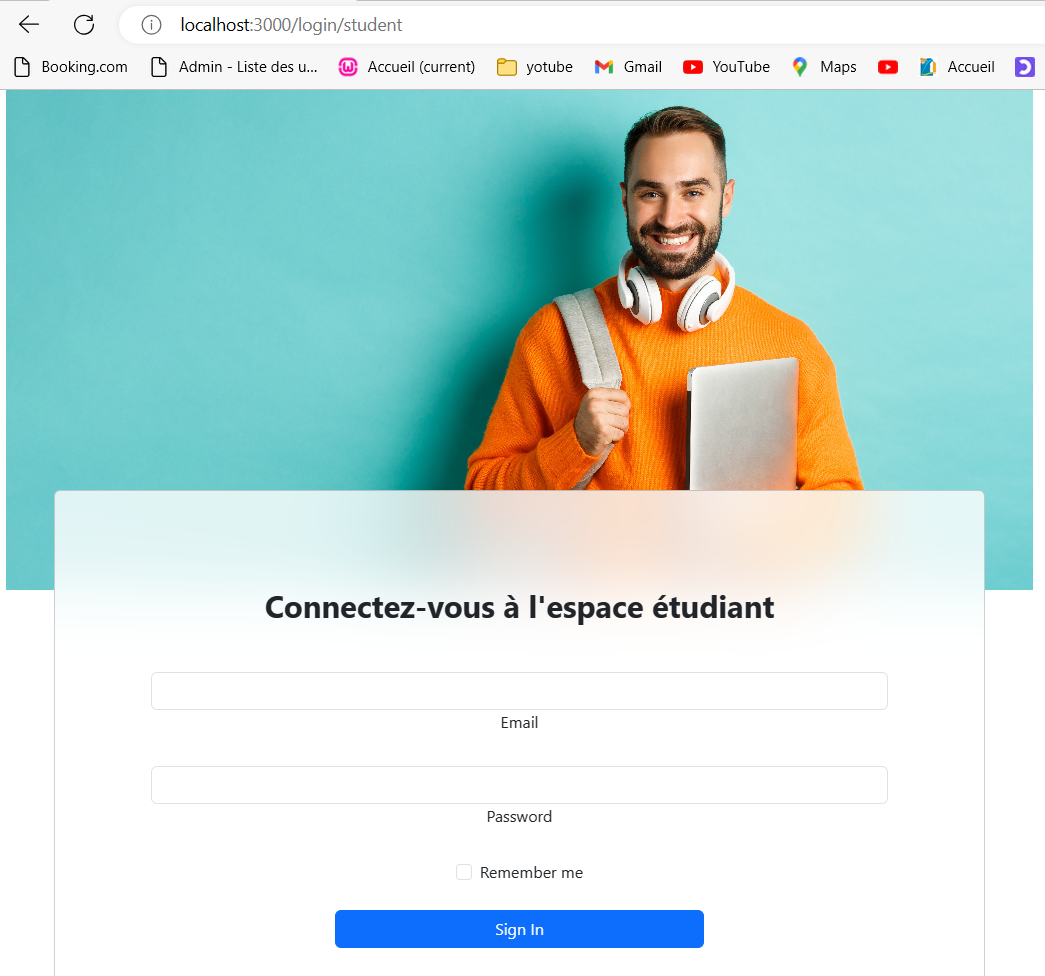 localhost:3000/login/student
Booking.com Admin - Liste des u... Accueil (current) yotube Gmail YouTube Maps Accueil
Connectez-vous à l'espace étudiant
Email
Password
Remember me
Sign In